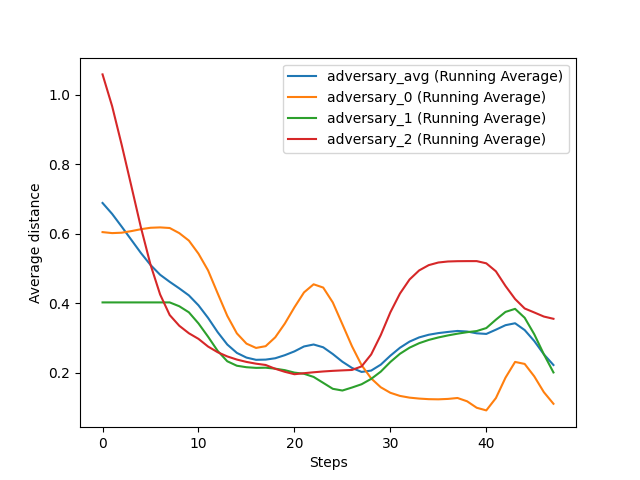 adversary_avg (Running Average)
adversary_0 (Running Average)
adversary_1 (Running Average)
adversary_2 (Running Average)
1.0
0.8
0.6
0.4
0.2
Average distance
0
10
20
30
40
Steps